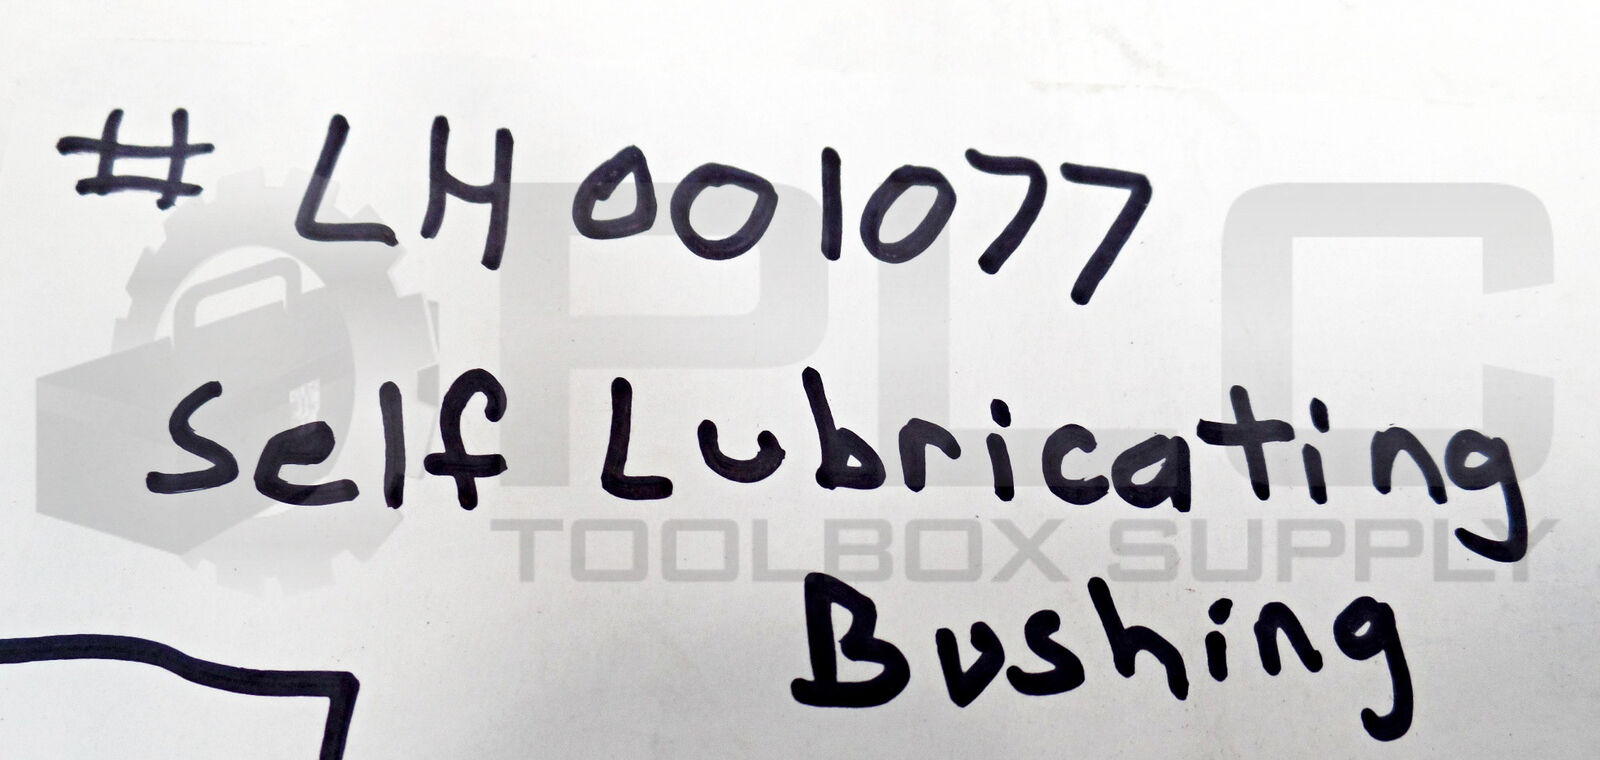 # LH001077
Self Lubricating
Bushing
PLC
TOOLBOX SUPPLY